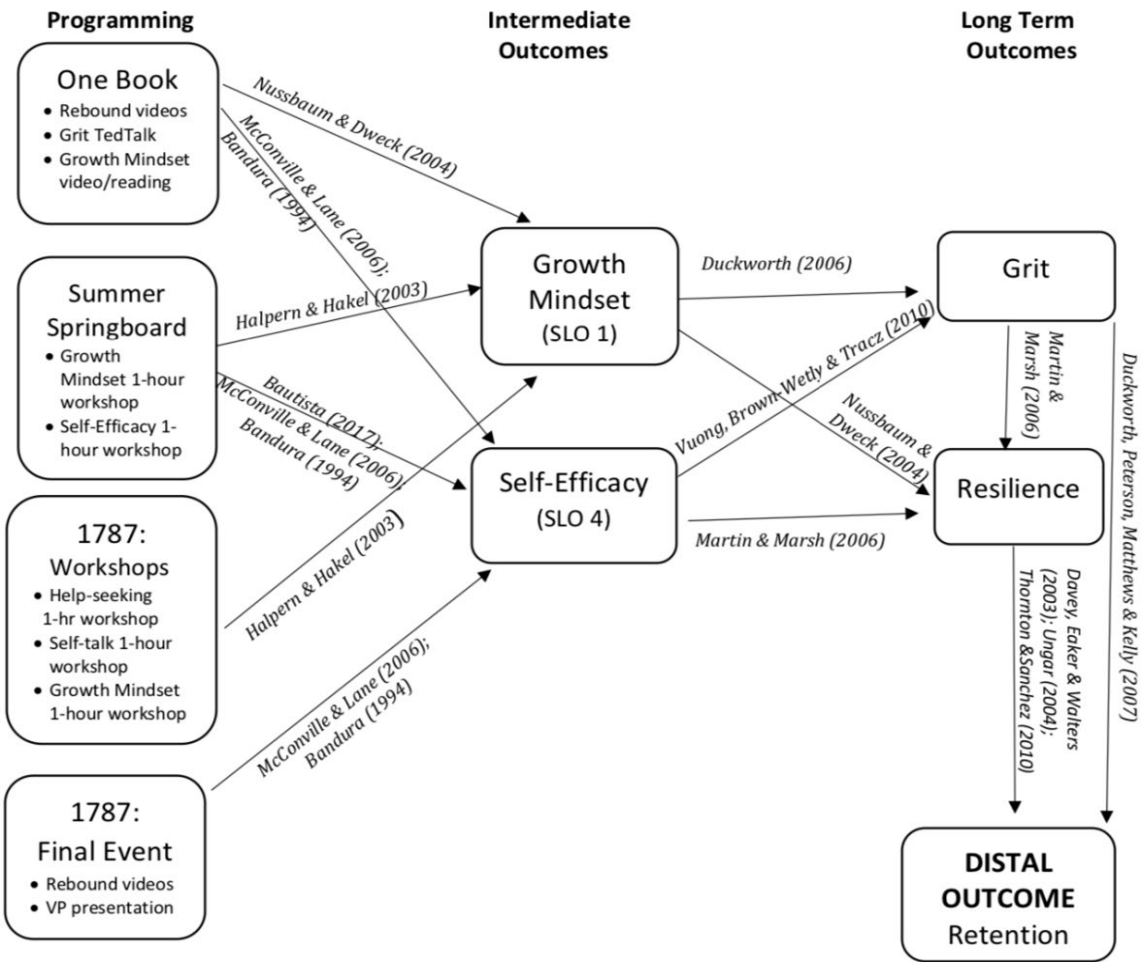 Programming
Intermediate
Outcomes
Long Term
Outcomes
One Book
• Rebound videos
• Grit TedTalk
• Growth Mindset
video/reading
Summer
Springboard
• Growth
Mindset 1-hour
workshop
• Self-Efficacy 1-
hour workshop
1787:
Workshops
• Help-seeking
1-hr workshop
• Self-talk 1-hour
workshop
• Growth Mindset
1-hour workshop
1787:
Final Event
• Rebound videos
• VP presentation
Nussbaum & Dweck (2004)
McConville & Lane (2006);
Bandura (1994)
Halpern & Hakel (2003)
Bautista (2017);
McConville & Lane (2006);
Bandura (1994)
Halpern & Hakel (2003)
McConville & Lane (2006);
Bandura (1994)
Growth
Mindset
(SLO 1)
Self-Efficacy
(SLO 4)
Duckworth (2006)
Vuong, Brown-Wetly & Tracz (2010)
Nussbaum &
Dweck (2004)
Martin & Marsh (2006)
Grit
Martin &
Marsh (2006)
Resilience
Duckworth, Peterson, Matthews & Kelly (2007)
Davey, Eaker & Walters
(2003); Ungar (2004);
Thornton &Sanchez (2010)
DISTAL
OUTCOME
Retention